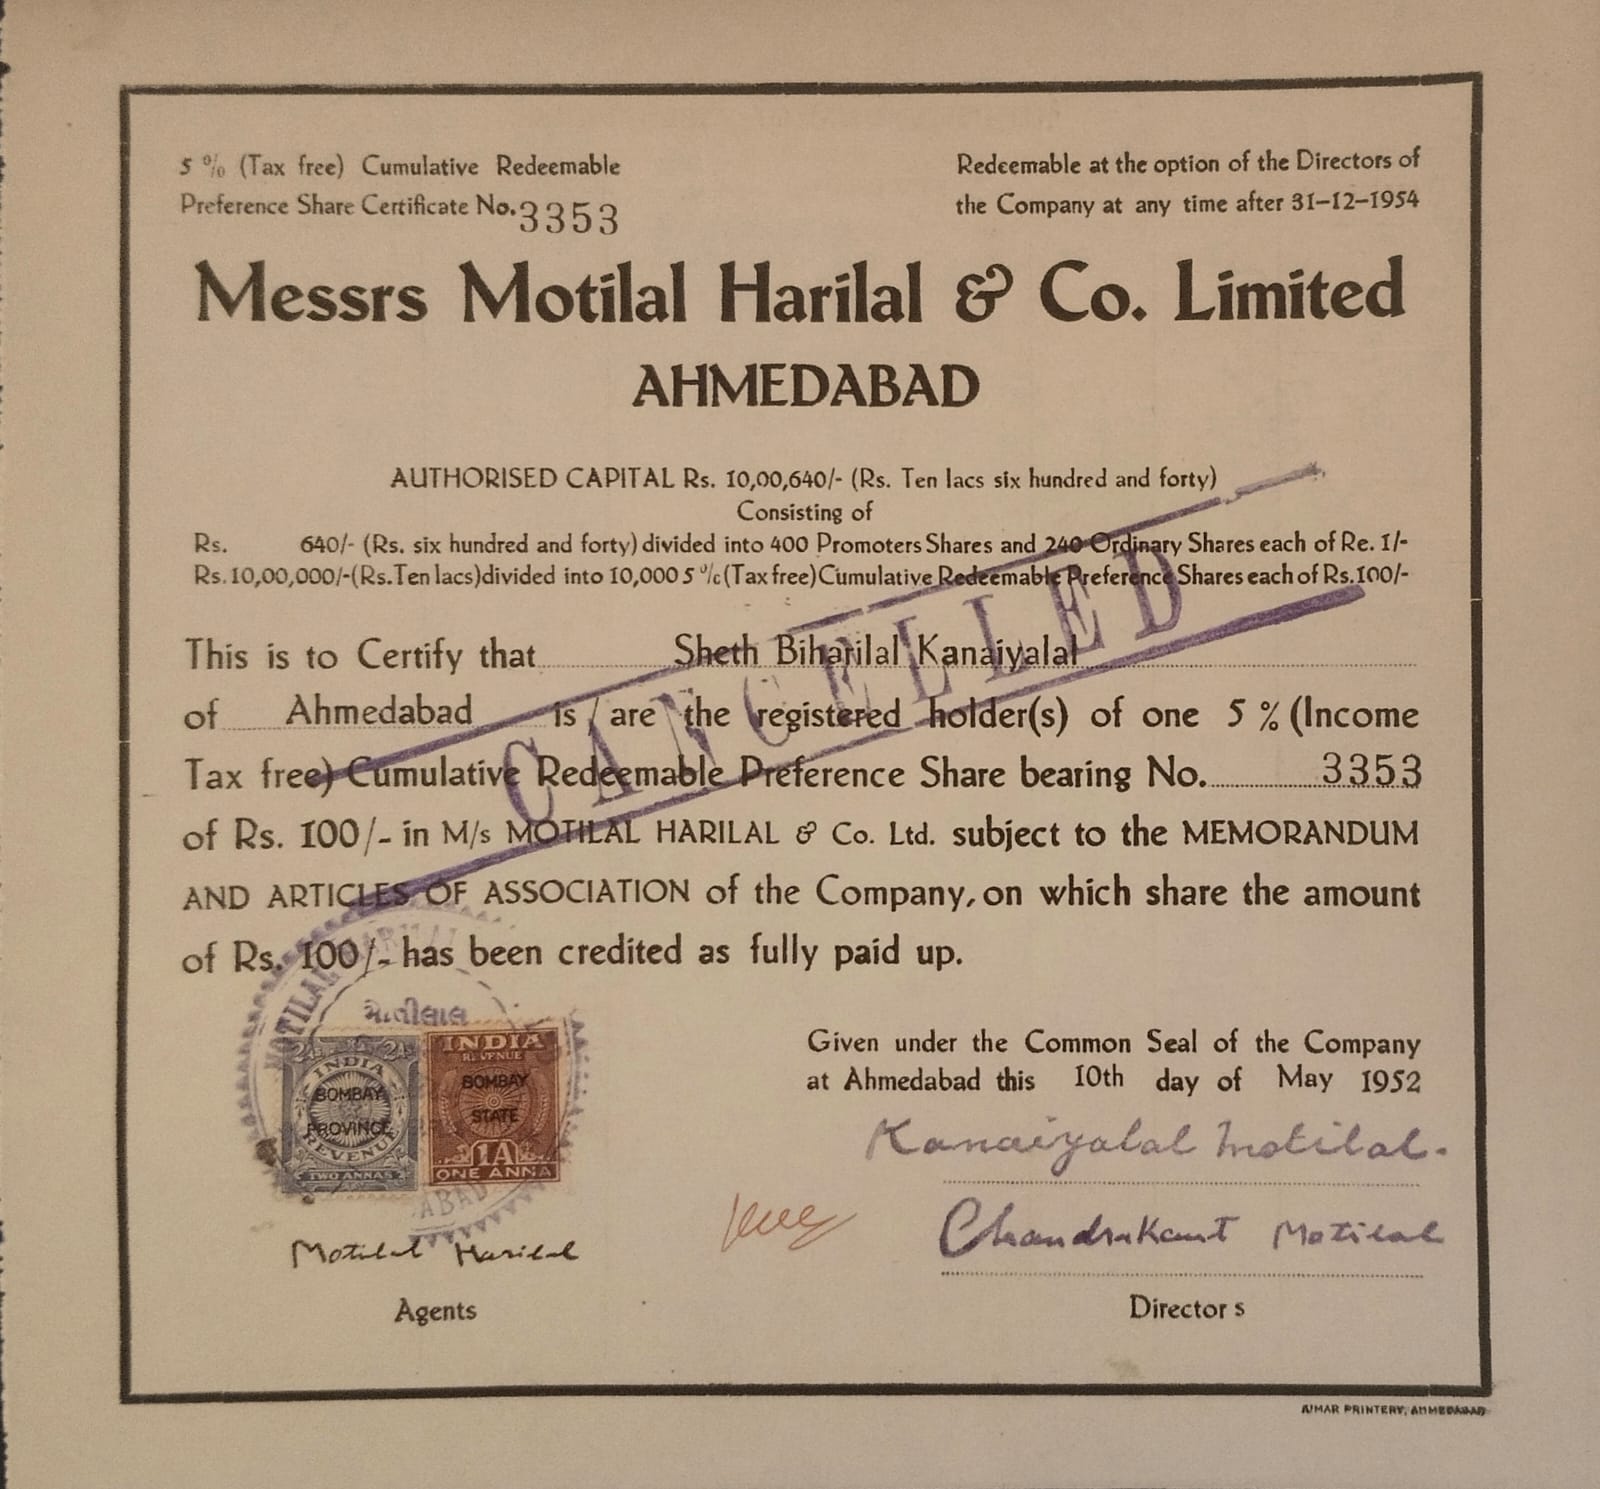 5 % (Tax free) Cumulative Redeemable
Preference Share Certificate No. 3353
Redeemable at the option of the Directors of
the Company at any time after 31-12-1954
Messrs Motilal Harilal & Co. Limited
AHMEDABAD
AUTHORISED CAPITAL Rs. 10,00,640/- (Rs. Ten lacs six hundred and forty)
Consisting of
Rs. 640/- (Rs. six hundred and forty) divided into 400 Promoters Shares and 240 Ordinary Shares each of Re. 1/-
Rs. 10,00,000/-(Rs. Ten lacs) divided into 10,000 5 % (Tax free) Cumulative Redeemable Preference Shares each of Rs. 100/-
CANCELLED
This is to Certify that Sheth Biharilal Kanaiyalal
of Ahmedabad is / are the registered holder(s) of one 5 % (Income
Tax free) Cumulative Redeemable Preference Share bearing No. 3353
of Rs. 100/- in M/s MOTILAL HARILAL & Co. Ltd. subject to the MEMORANDUM
AND ARTICLES OF ASSOCIATION of the Company, on which share the amount
of Rs. 100/- has been credited as fully paid up.
MOTILAL HARILAL
મોતીલાલ
2As 2As
INDIA
BOMBAY
PROVINCE
REVENUE
TWO ANNAS
INDIA
REVENUE
BOMBAY
STATE
1A
ONE ANNA
Given under the Common Seal of the Company
at Ahmedabad this 10th day of May 1952
Kanaiyalal Motilal.
Chandrakant Motilal
Directors
Motilal Harilal
Agents
KUMAR PRINTERY, AHMEDABAD